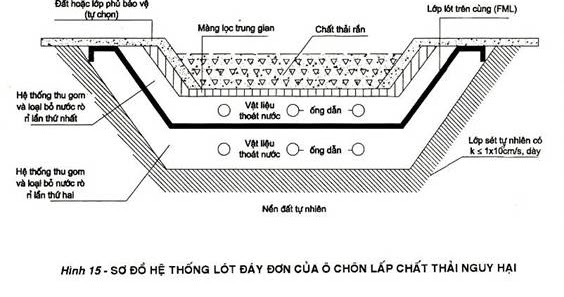 Đất hoặc lớp phủ bảo vệ
(tự chọn)
Màng lọc trung gian
Chất thải rắn
Lớp lót trên cùng (FML)
Hệ thống thu gom
và loại bỏ nước rò
rỉ lần thứ nhất
Vật liệu
thoát nước
ống dẫn
Vật liệu
thoát nước
ống dẫn
Hệ thống thu gom
và loại bỏ nước rò
rỉ lần thứ hai
Lớp sét tự nhiên có
k ≤ 1x10cm/s, dày
Nền đất tự nhiên
Hình 15 - SƠ ĐỒ HỆ THỐNG LÓT ĐÁY ĐƠN CỦA Ô CHÔN LẤP CHẤT THẢI NGUY HẠI